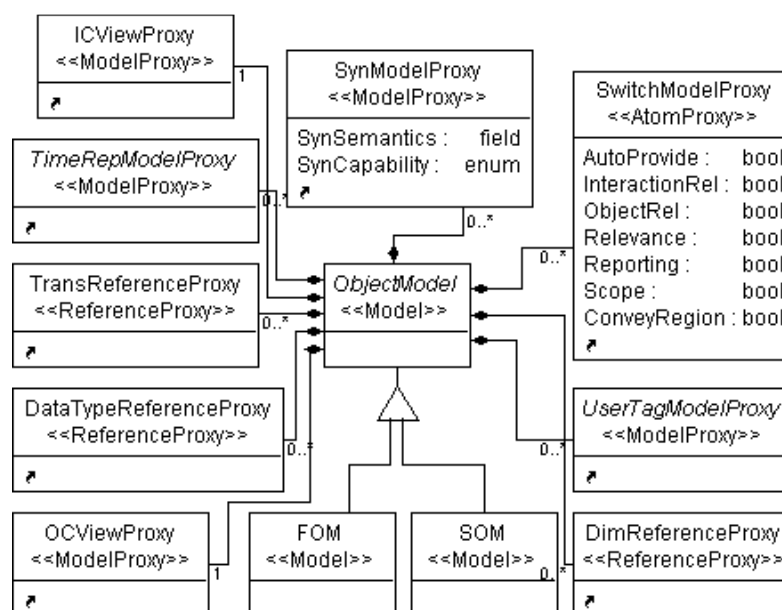 ICViewProxy
<<ModelProxy>>
1
SynModelProxy
<<ModelProxy>>
SynSemantics : field
SynCapability : enum
0..*
SwitchModelProxy
<<AtomProxy>>
AutoProvide : bool
InteractionRel : bool
ObjectRel : bool
Relevance : bool
Reporting : bool
Scope : bool
ConveyRegion : bool
0..*
TimeRepModelProxy
<<ModelProxy>>
0..*
TransReferenceProxy
<<ReferenceProxy>>
0..*
ObjectModel
<<Model>>
DataTypeReferenceProxy
<<ReferenceProxy>>
0..*
UserTagModelProxy
<<ModelProxy>>
0..*
OCViewProxy
<<ModelProxy>>
1
FOM
<<Model>>
SOM
<<Model>>
DimReferenceProxy
<<ReferenceProxy>>
0..*